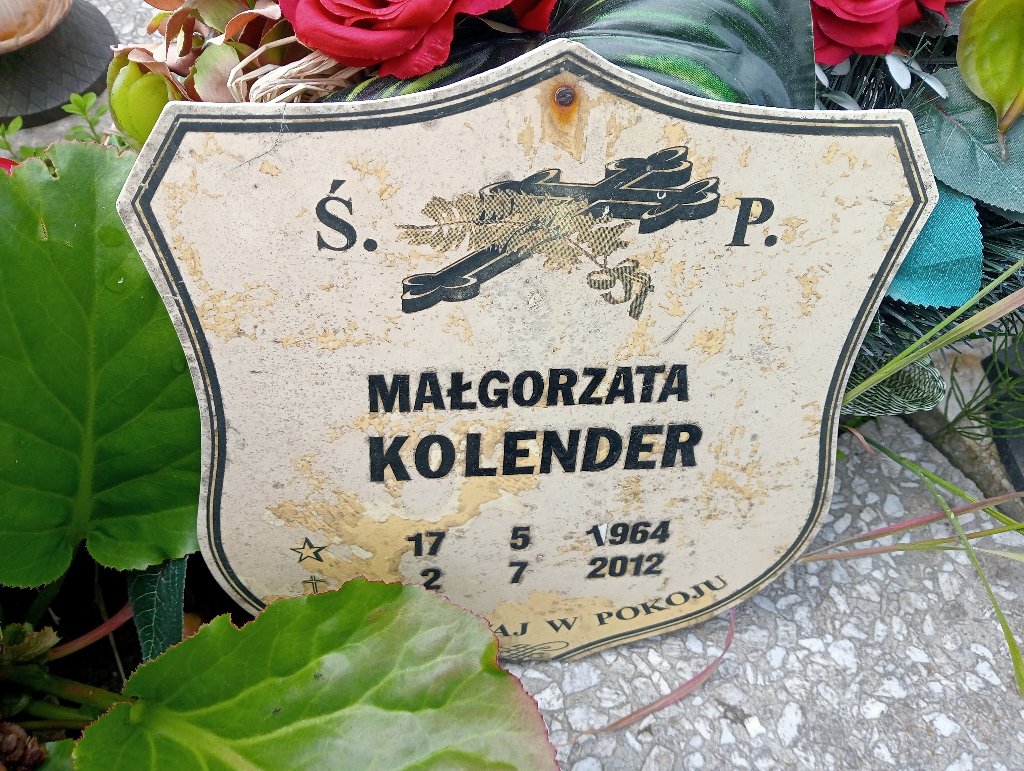 Ś. P.
MAŁGORZATA
KOLENDER
17 5 1964
2 7 2012
W POKOJU